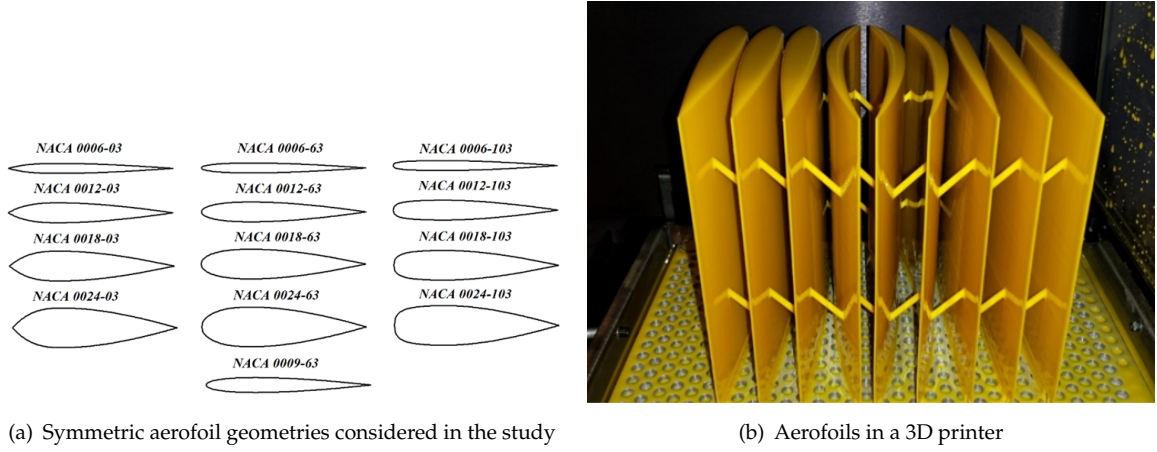 NACA 0006-03 NACA 0006-63 NACA 0006-103
NACA 0012-03 NACA 0012-63 NACA 0012-103
NACA 0018-03 NACA 0018-63 NACA 0018-103
NACA 0024-03 NACA 0024-63 NACA 0024-103
NACA 0009-63
(a) Symmetric aerofoil geometries considered in the study
(b) Aerofoils in a 3D printer